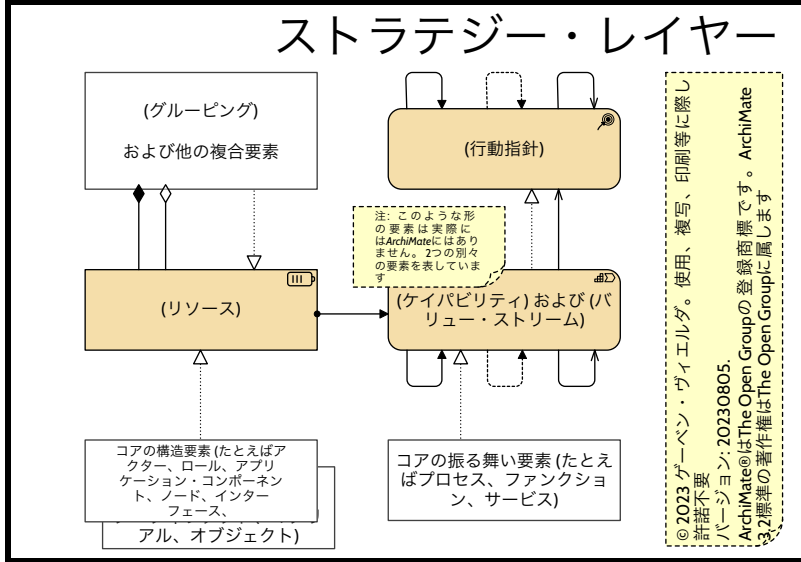 ストラテジー・レイヤー
(グルーピング)
および他の複合要素
(行動指針)
注: このような形
の要素は実際に
はArchiMateにはあり
ません。2つの別々
の要素を表していま
す
(リソース)
(ケイパビリティ) および (バ
リュー・ストリーム)
コアの構造要素 (たとえばア
クター、ロール、アプリ
ケーション・コンポーネン
ト、ノード、インター
フェース、
アル、オブジェクト)
コアの振る舞い要素 (たとえ
ばプロセス、ファンクショ
ン、サービス)
© 2023 ゲーベン・ヴィエルダ。使用、複写、印刷等に際し
許諾不要
バージョン: 20230805.
ArchiMate®はThe Open Groupの登録商標です。ArchiMate
3.2標準の著作権はThe Open Groupに属します